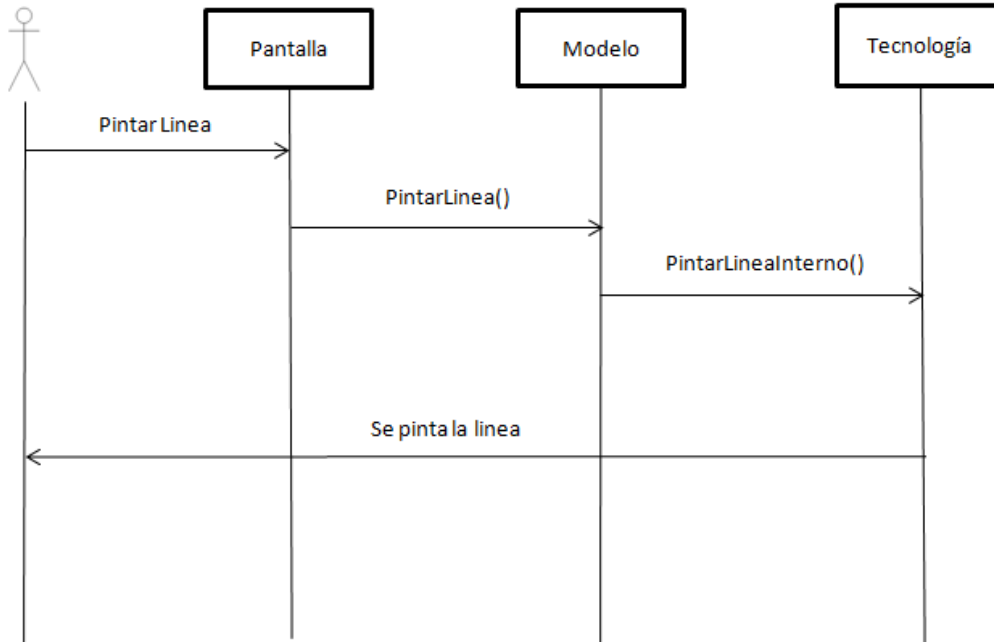 Pantalla
Modelo
Tecnología
Pintar Linea
PintarLinea()
PintarLineaInterno()
Se pinta la linea